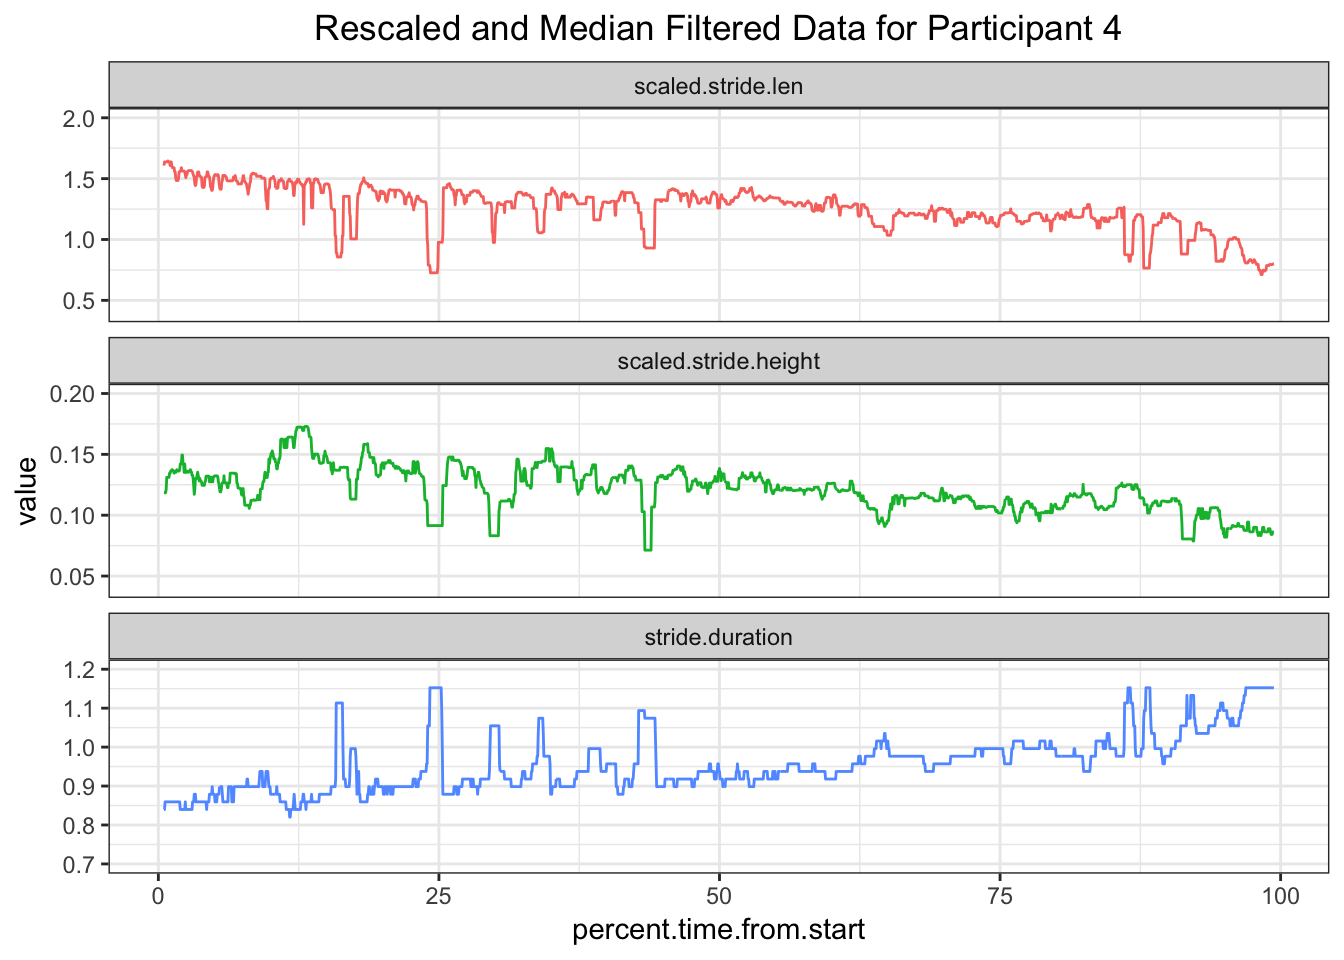 Rescaled and Median Filtered Data for Participant 4
scaled.stride.len
2.0
1.5
1.0
0.5
scaled.stride.height
0.20
0.15
0.10
0.05
value
stride.duration
1.2
1.1
1.0
0.9
0.8
0.7
0 25 50 75 100
percent.time.from.start